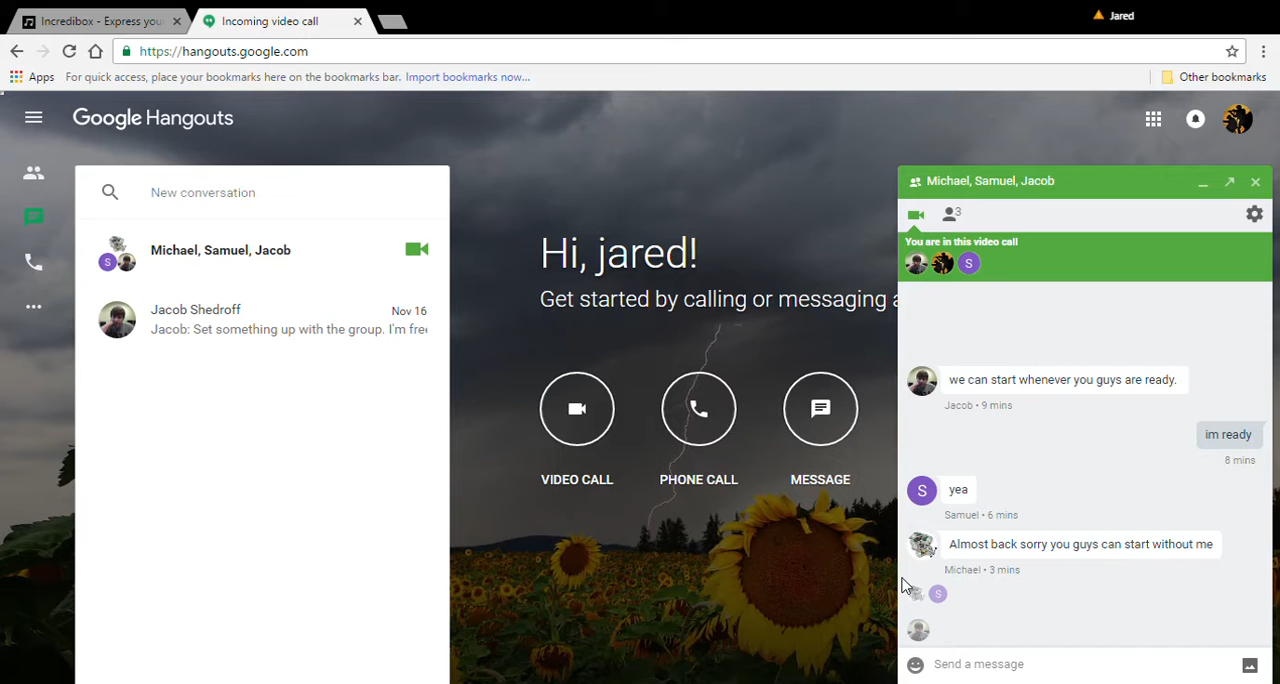 Incredibox - Express you
Incoming video call
Jared
https://hangouts.google.com
Apps
For quick access, place your bookmarks here on the bookmarks bar. Import bookmarks now...
Other bookmarks
Google Hangouts
New conversation
Michael, Samuel, Jacob
S
Jacob Shedroff
Nov 16
Jacob: Set something up with the group. I'm free
Hi, jared!
Get started by calling or messaging a
VIDEO CALL
PHONE CALL
MESSAGE
Michael, Samuel, Jacob
3
You are in this video call
S
we can start whenever you guys are ready.
Jacob • 9 mins
im ready
8 mins
S
yea
Samuel • 6 mins
Almost back sorry you guys can start without me
Michael • 3 mins
S
Send a message